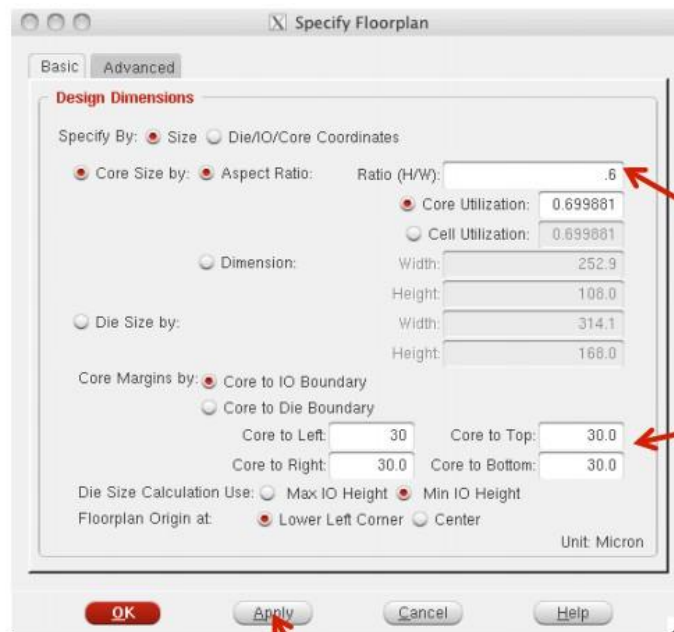 Specify Floorplan
Basic Advanced
Design Dimensions
Specify By: Size Die/IO/Core Coordinates
Core Size by: Aspect Ratio: Ratio (H/W): .6
Core Utilization: 0.699881
Cell Utilization: 0.699881
Dimension: Width: 252.9
Height: 108.0
Die Size by: Width: 314.1
Height: 168.0
Core Margins by: Core to IO Boundary
Core to Die Boundary
Core to Left: 30 Core to Top: 30.0
Core to Right: 30.0 Core to Bottom: 30.0
Die Size Calculation Use: Max IO Height Min IO Height
Floorplan Origin at: Lower Left Corner Center
Unit: Micron
OK Apply Cancel Help